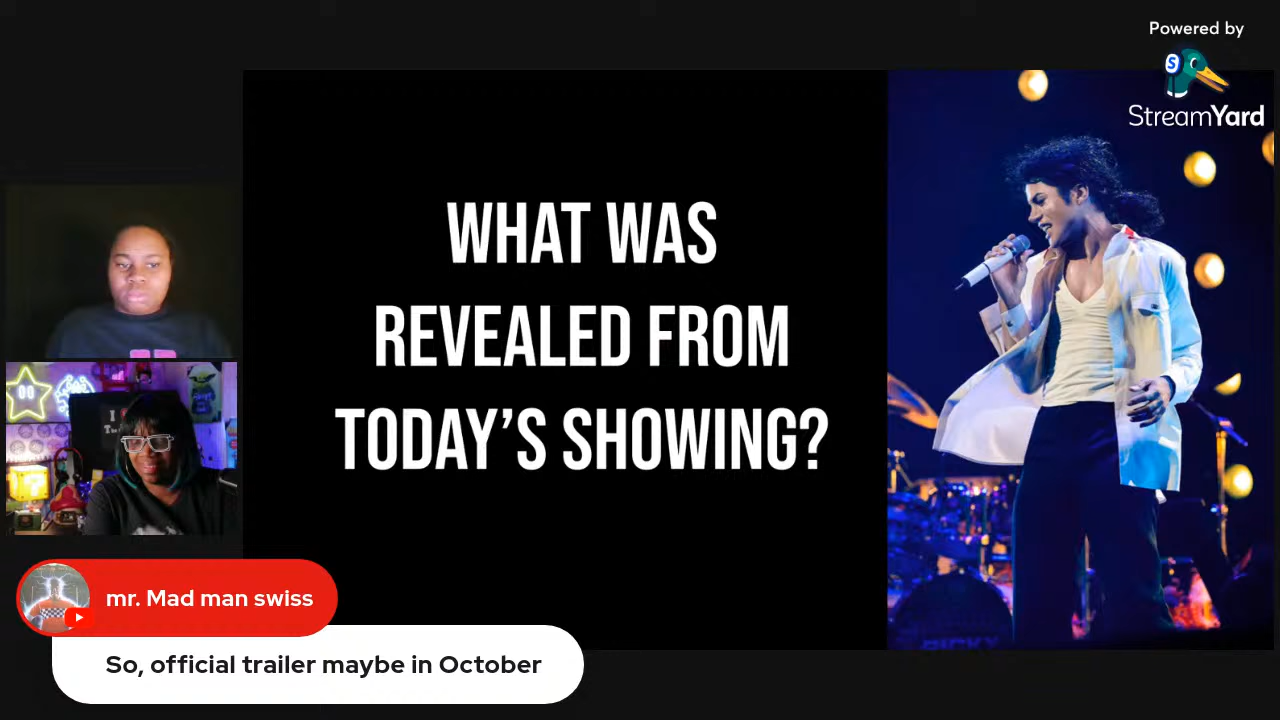 Powered by
StreamYard
WHAT WAS
REVEALED FROM
TODAY'S SHOWING?
mr. Mad man swiss
So, official trailer maybe in October